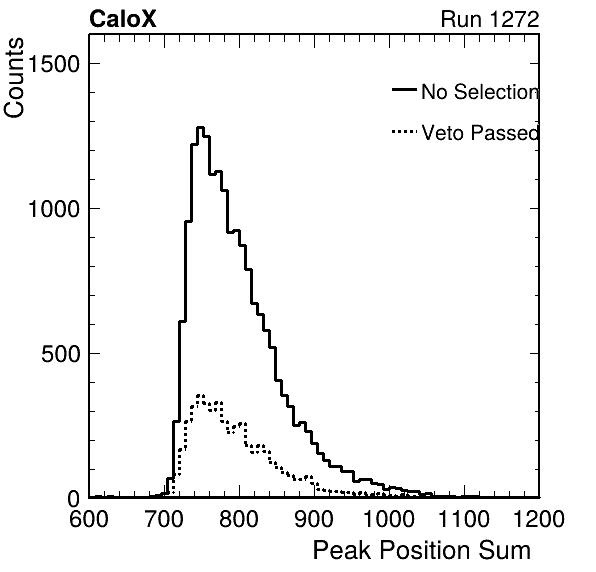 CaloX Run 1272
Counts
1500
No Selection
Veto Passed
1000
500
0
600 700 800 900 1000 1100 1200
Peak Position Sum